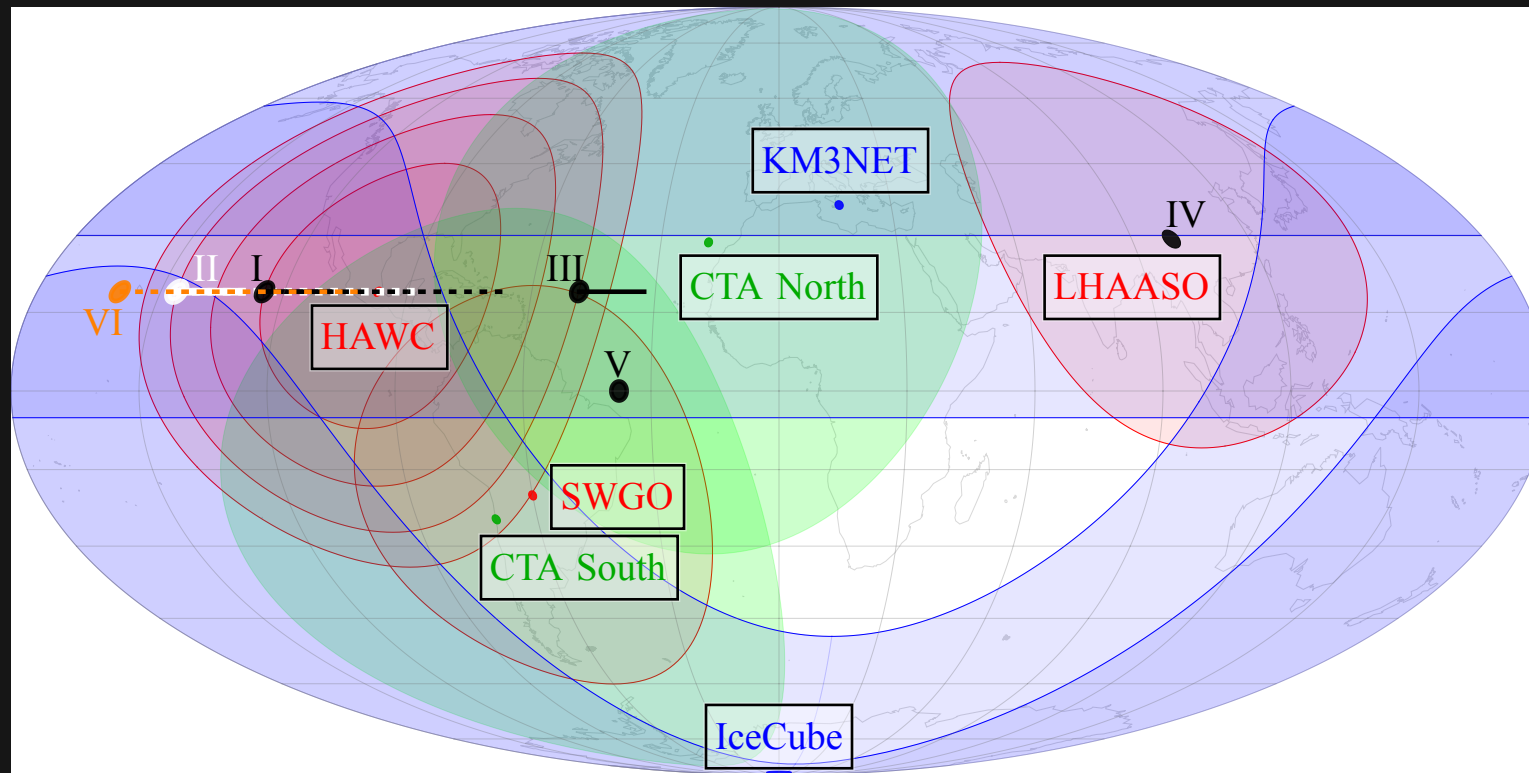 KM3NET
IV
II
I
III
CTA North
LHAASO
VI
HAWC
V
SWGO
CTA South
IceCube